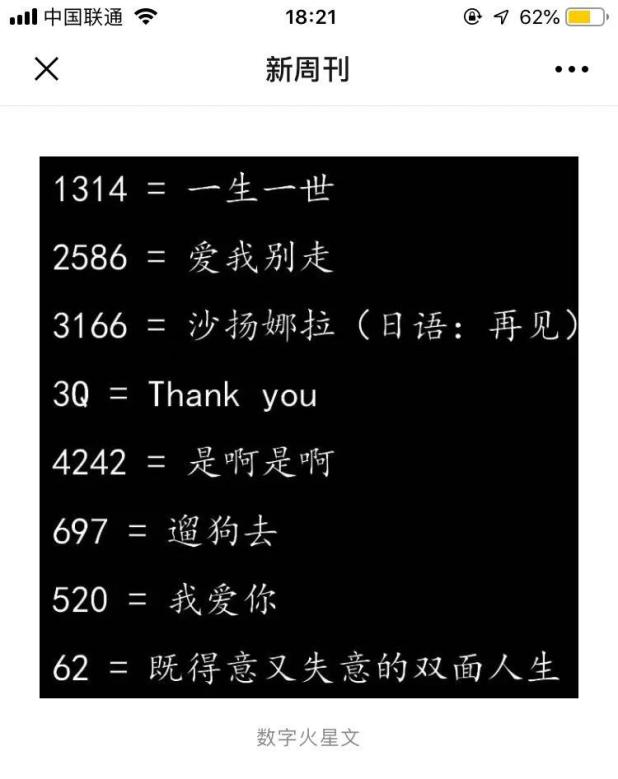 中国联通 18:21 62%
新周刊
1314 = 一生一世
2586 = 爱我别走
3166 = 沙扬娜拉（日语：再见）
3Q = Thank you
4242 = 是啊是啊
697 = 遛狗去
520 = 我爱你
62 = 既得意又失意的双面人生
数字火星文